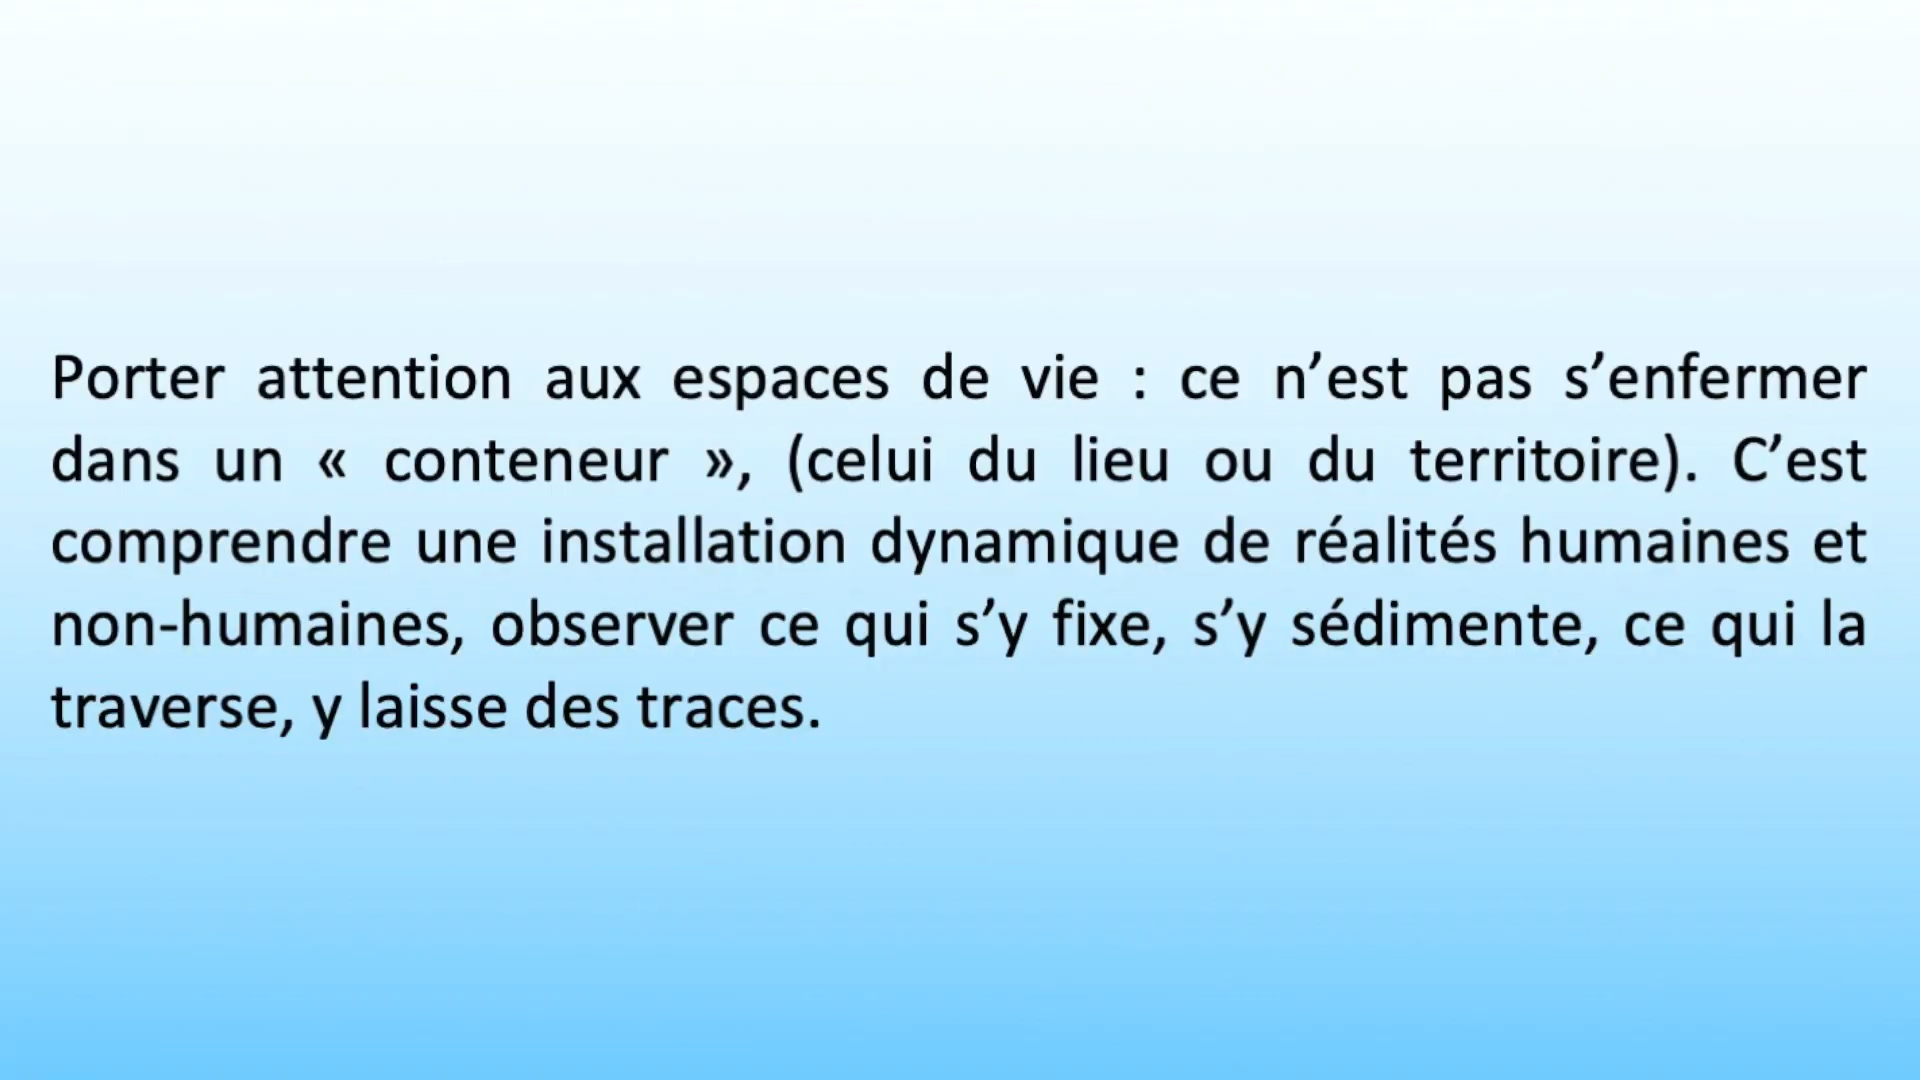 Porter attention aux espaces de vie : ce n’est pas s’enfermer
dans un « conteneur », (celui du lieu ou du territoire). C’est
comprendre une installation dynamique de réalités humaines et
non-humaines, observer ce qui s’y fixe, s’y sédimente, ce qui la
traverse, y laisse des traces.